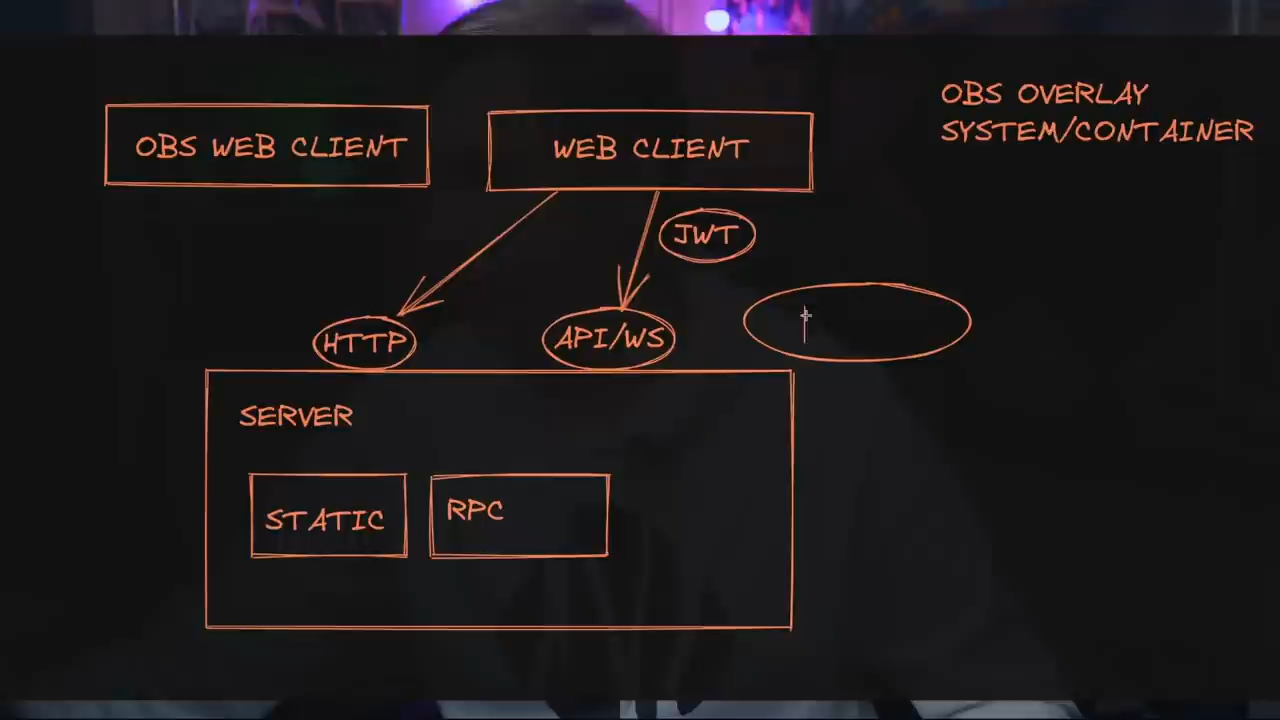 OBS OVERLAY
SYSTEM/CONTAINER
OBS WEB CLIENT
WEB CLIENT
JWT
HTTP
API/WS
SERVER
STATIC
RPC